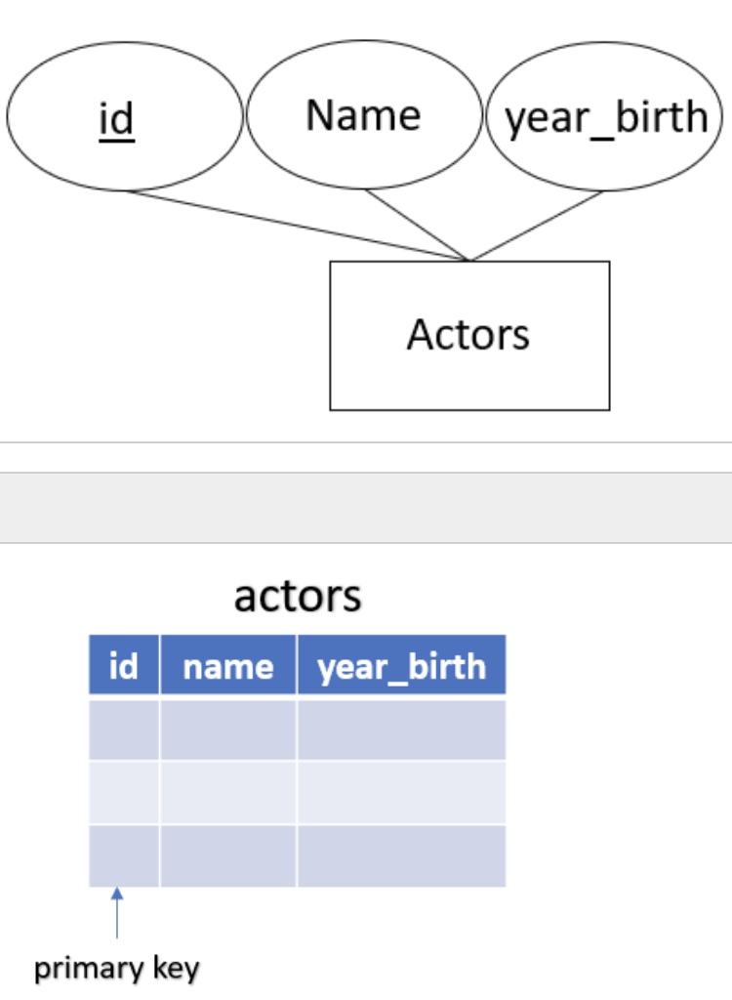 id
Name
year_birth
Actors
actors
id name year_birth
primary key